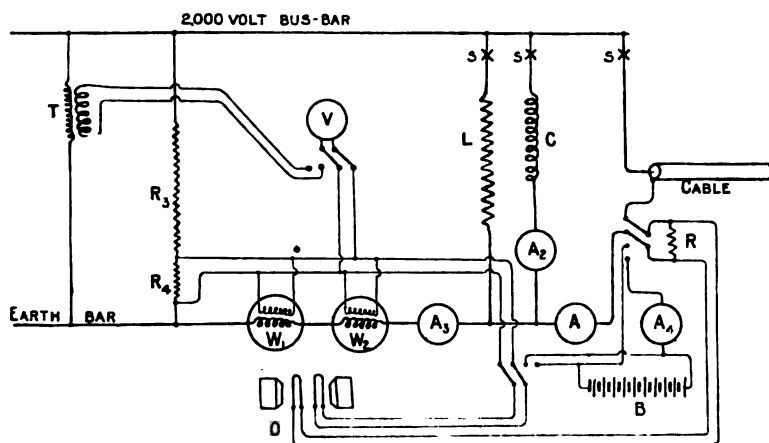 2,000 VOLT BUS-BAR
S S S
T
V
L C
CABLE
R3
R
A2
R4
EARTH BAR
W1 W2 A3 A A4
B
O